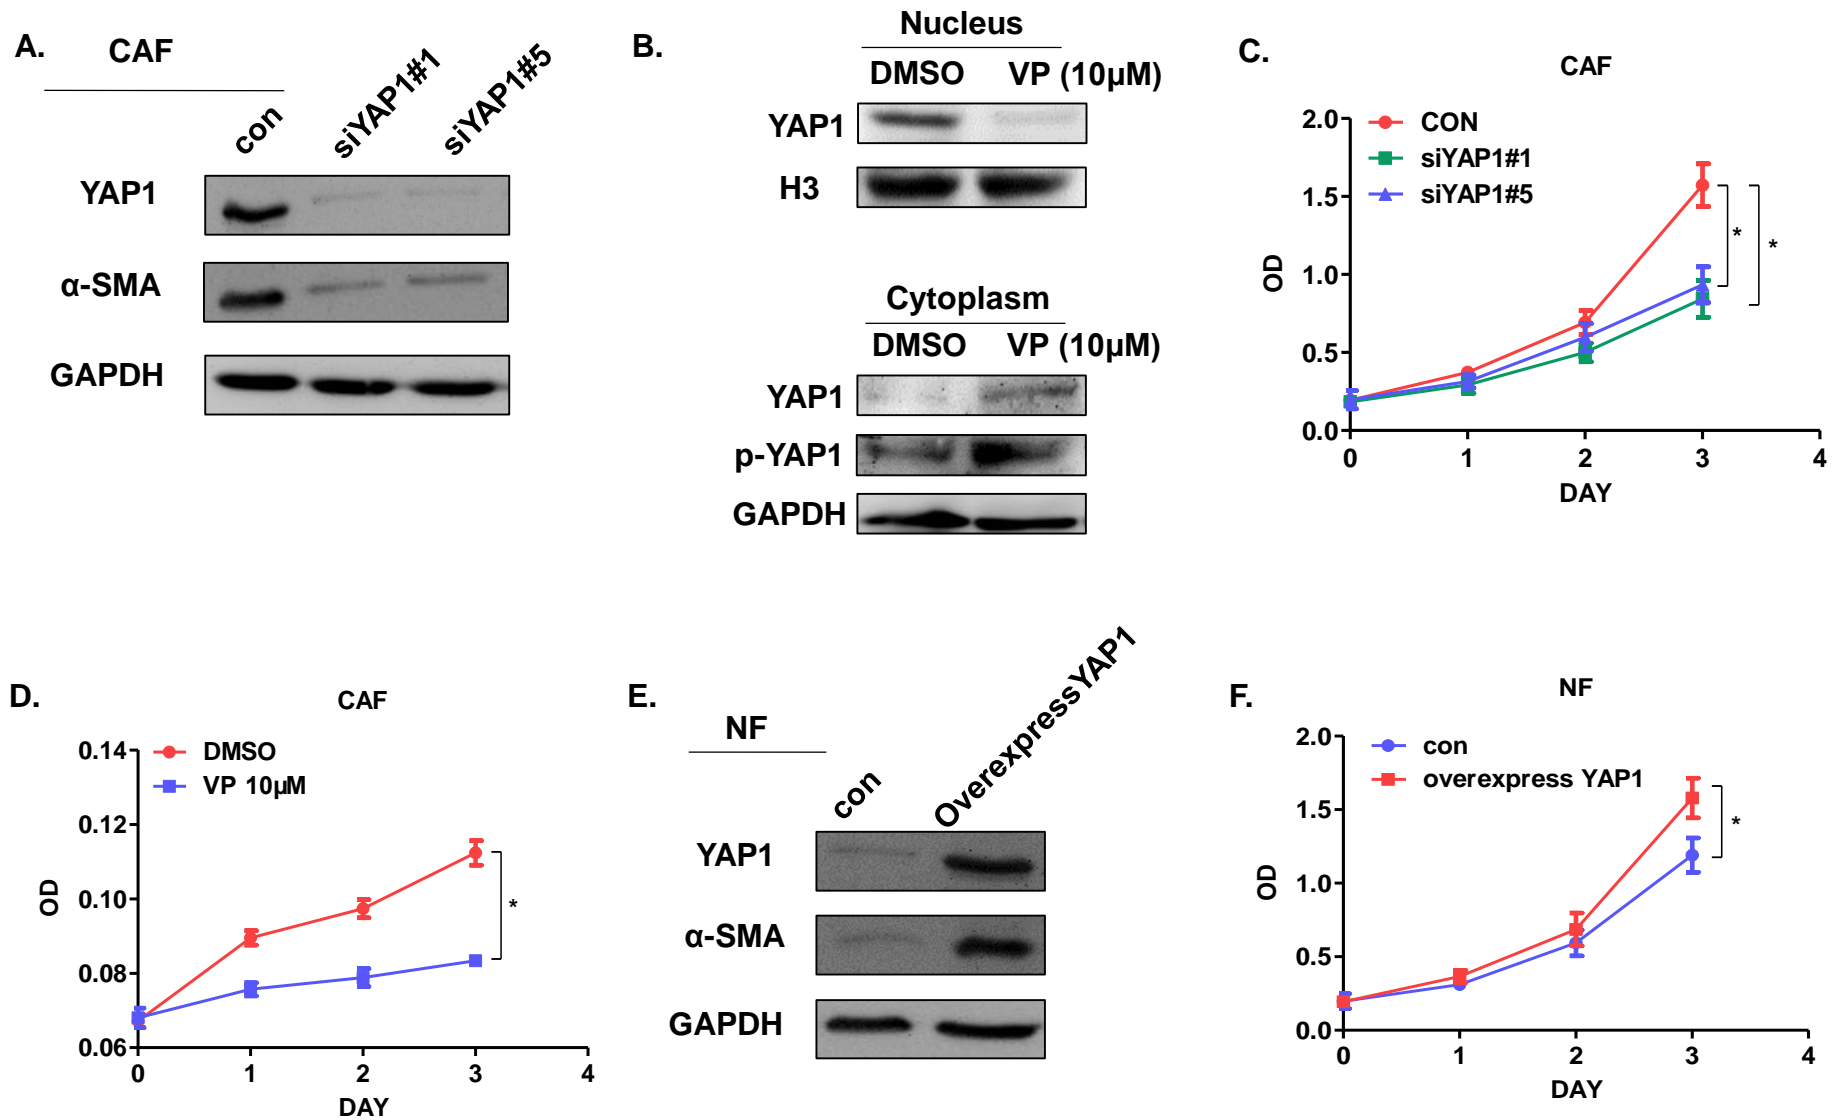 A.
CAF
con
siYAP1#1
siYAP1#5
YAP1
α-SMA
GAPDH
B.
Nucleus
DMSO VP (10μM)
YAP1
H3
Cytoplasm
DMSO VP (10μM)
YAP1
p-YAP1
GAPDH
C.
CAF
CON
siYAP1#1
siYAP1#5
2.0
1.5
1.0
0.5
0.0
OD
0 1 2 3 4
DAY
*
*
D.
CAF
DMSO
VP 10μM
0.14
0.12
0.10
0.08
0.06
OD
0 1 2 3 4
DAY
*
E.
NF
con
OverexpressYAP1
YAP1
α-SMA
GAPDH
F.
NF
con
overexpress YAP1
2.0
1.5
1.0
0.5
0.0
OD
0 1 2 3 4
DAY
*